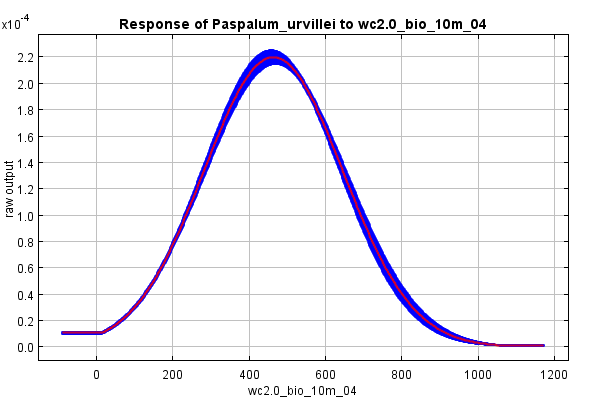 Response of Paspalum_urvillei to wc2.0_bio_10m_04
x10⁻⁴
2.2
2.0
1.8
1.6
1.4
1.2
1.0
0.8
0.6
0.4
0.2
0.0
raw output
0 200 400 600 800 1000 1200
wc2.0_bio_10m_04